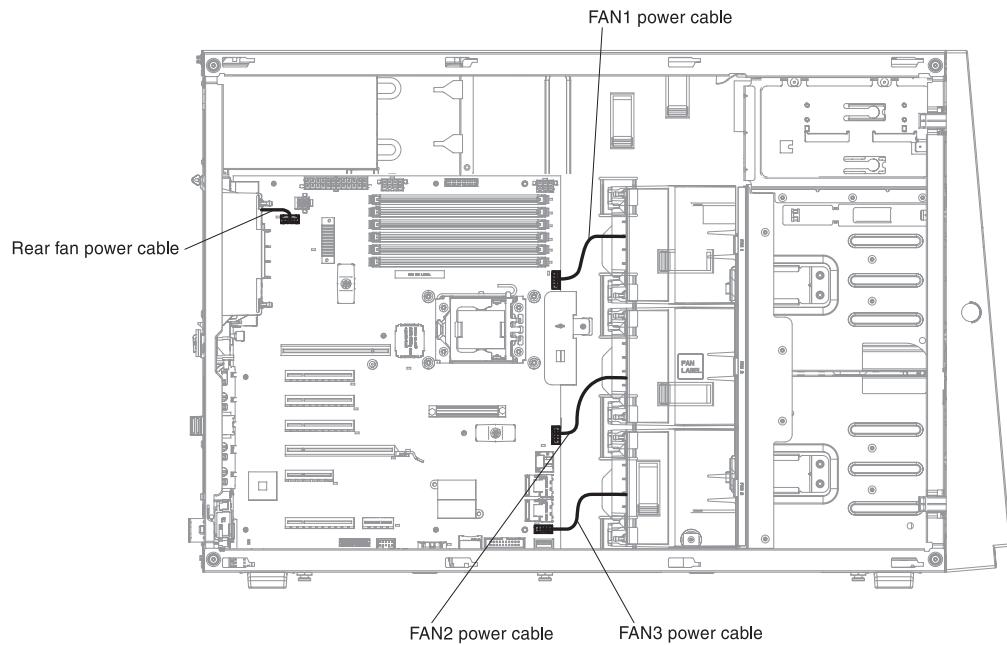 FAN1 power cable
Rear fan power cable
FAN
LABEL
FAN2 power cable
FAN3 power cable